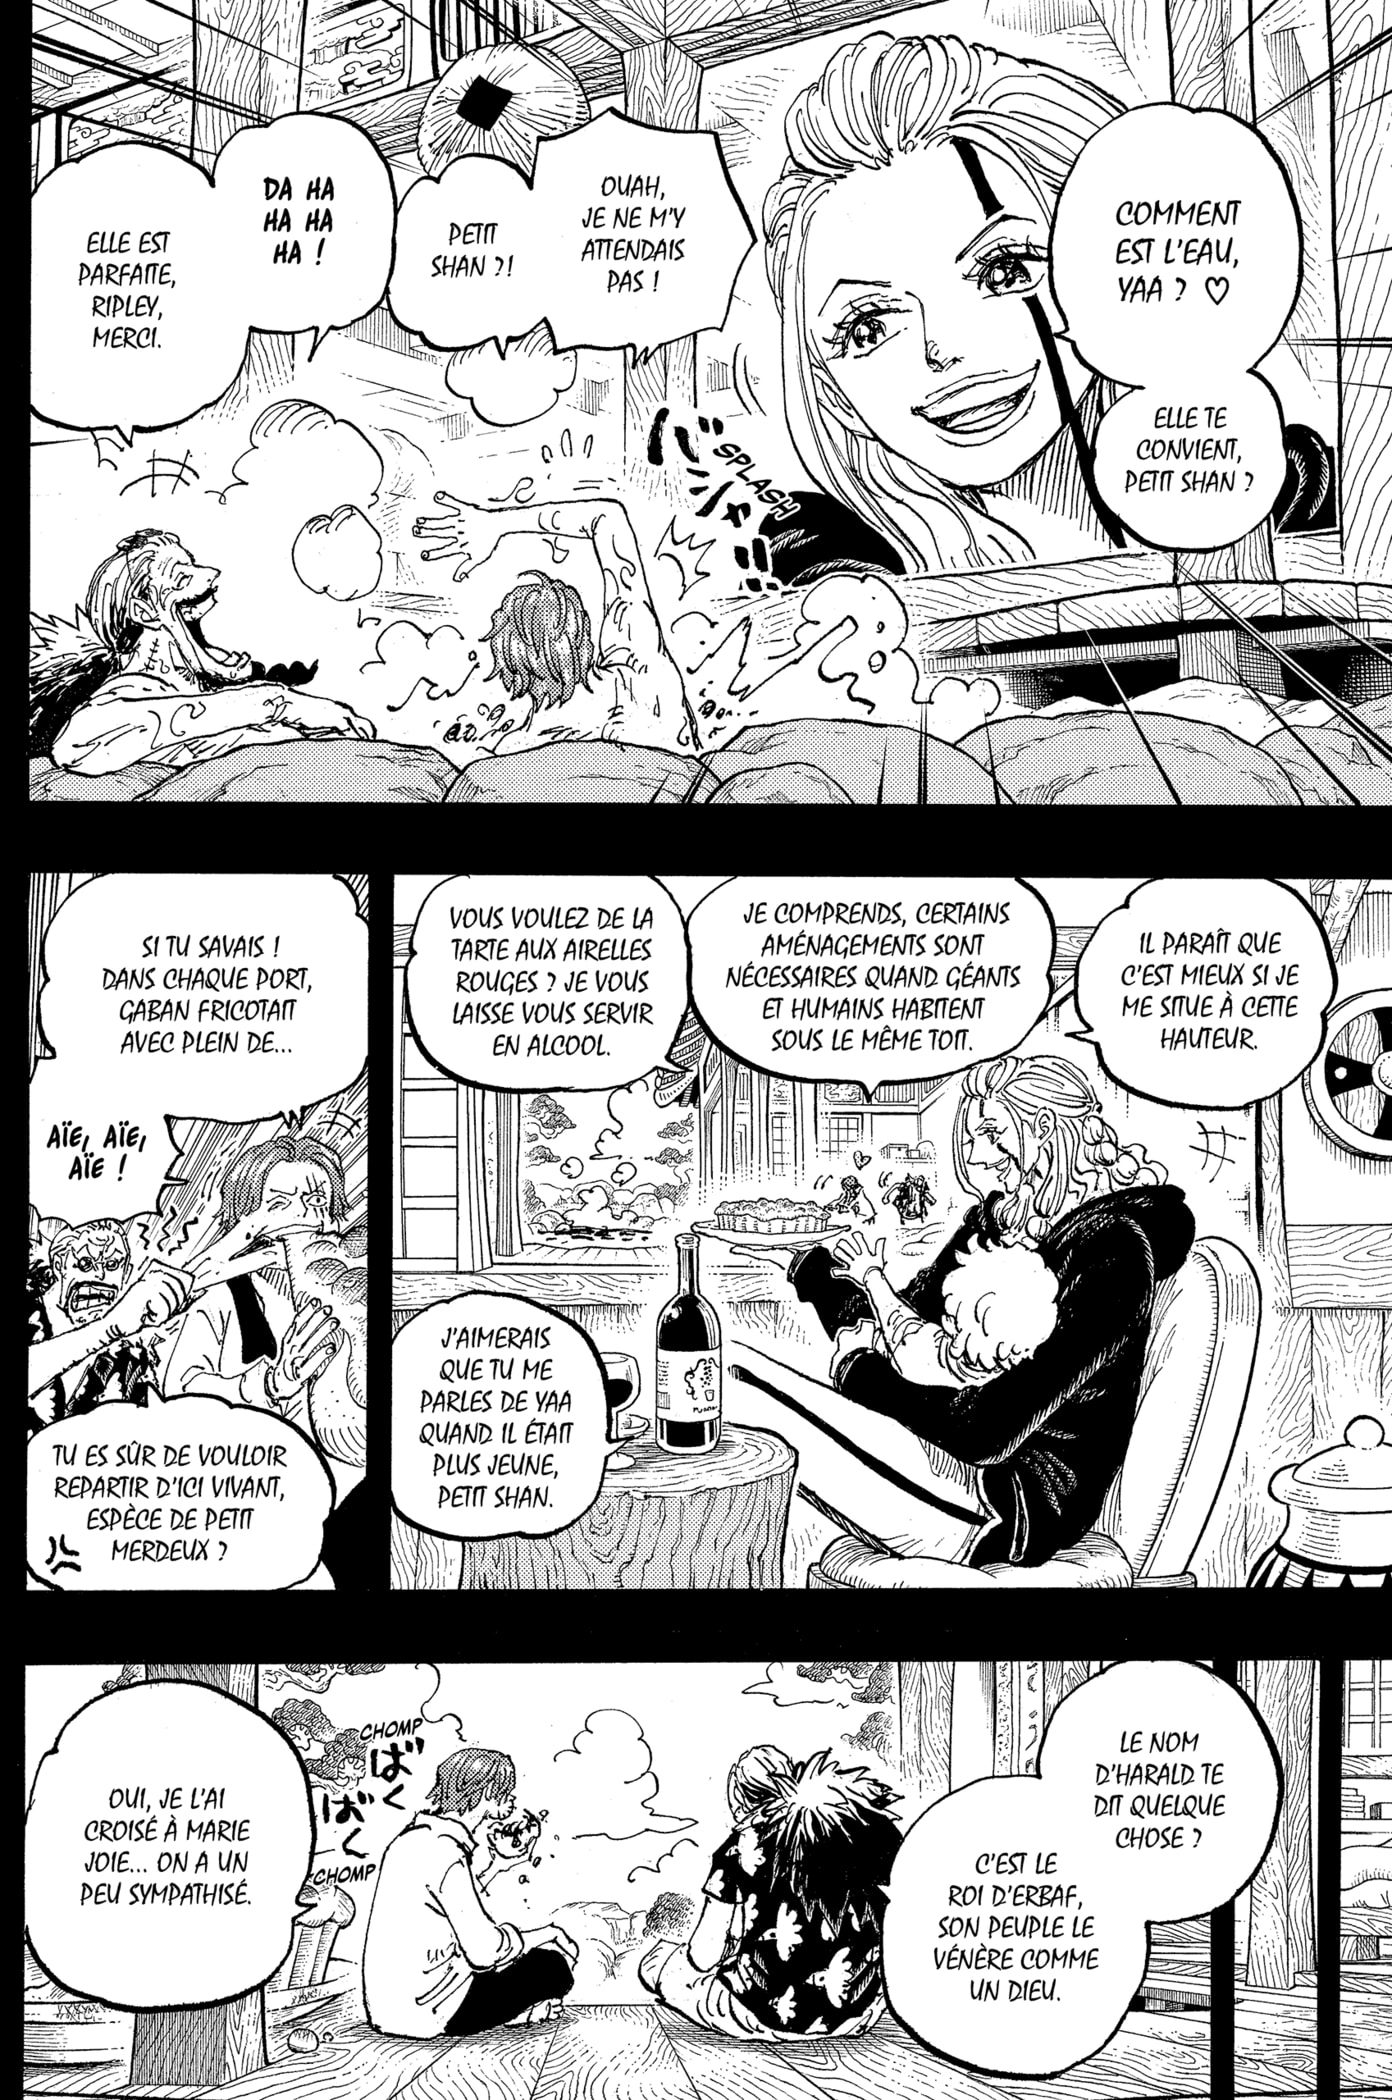 COMMENT
EST L'EAU,
YAA ? ♡
ELLE TE
CONVIENT,
PETIT SHAN ?
OUAH,
JE NE M'Y
ATTENDAIS
PAS !
PETIT
SHAN ?!
バシャ
SPLASH
DA HA
HA HA
HA !
ELLE EST
PARFAITE,
RIPLEY,
MERCI.
IL PARAÎT QUE
C'EST MIEUX SI JE
ME SITUE À CETTE
HAUTEUR.
JE COMPRENDS, CERTAINS
AMÉNAGEMENTS SONT
NÉCESSAIRES QUAND GÉANTS
ET HUMAINS HABITENT
SOUS LE MÊME TOIT.
VOUS VOULEZ DE LA
TARTE AUX AIRELLES
ROUGES ? JE VOUS
LAISSE VOUS SERVIR
EN ALCOOL.
J'AIMERAIS
QUE TU ME
PARLES DE YAA
QUAND IL ÉTAIT
PLUS JEUNE,
PETIT SHAN.
SI TU SAVAIS !
DANS CHAQUE PORT,
GABAN FRICOTAIT
AVEC PLEIN DE...
AÏE, AÏE,
AÏE !
TU ES SÛR DE VOULOIR
REPARTIR D'ICI VIVANT,
ESPÈCE DE PETIT
MERDEUX ?
LE NOM
D'HARALD TE
DIT QUELQUE
CHOSE ?
C'EST LE
ROI D'ERBAF,
SON PEUPLE LE
VÉNÈRE COMME
UN DIEU.
CHOMP
ばく
ばく
CHOMP
OUI, JE L'AI
CROISÉ À MARIE
JOIE... ON A UN
PEU SYMPATHISÉ.